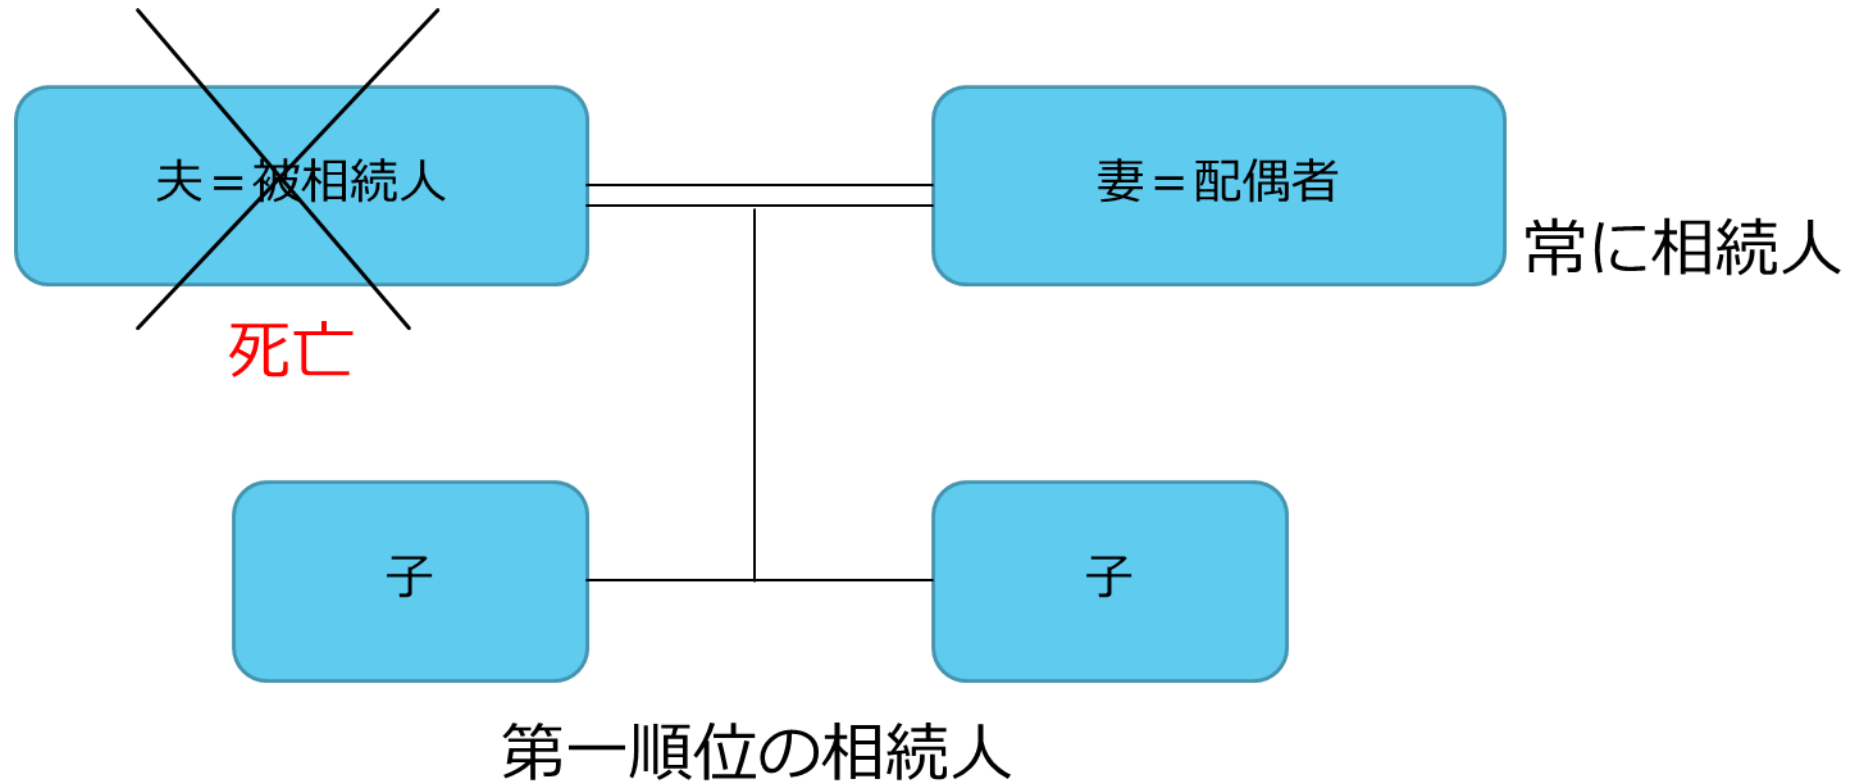 夫＝被相続人
妻＝配偶者
常に相続人
死亡
子
子
第一順位の相続人